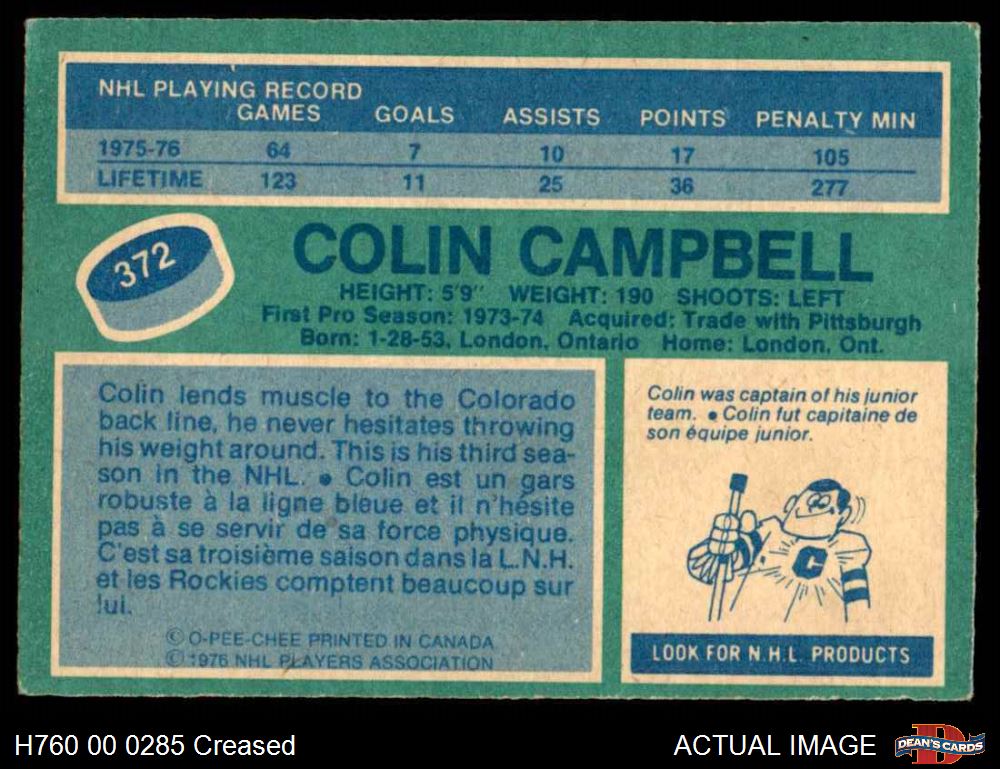 NHL PLAYING RECORD
GAMES GOALS ASSISTS POINTS PENALTY MIN
1975-76 64 7 10 17 105
LIFETIME 123 11 25 36 277
372
COLIN CAMPBELL
HEIGHT: 5'9" WEIGHT: 190 SHOOTS: LEFT
First Pro Season: 1973-74 Acquired: Trade with Pittsburgh
Born: 1-28-53, London, Ontario Home: London, Ont.
Colin lends muscle to the Colorado
back line, he never hesitates throwing
his weight around. This is his third sea-
son in the NHL. ● Colin est un gars
robuste à la ligne bleue et il n'hésite
pas à se servir de sa force physique.
C'est sa troisième saison dans la L.N.H.
et les Rockies comptent beaucoup sur
lui.
© O-PEE-CHEE PRINTED IN CANADA
© 1976 NHL PLAYERS ASSOCIATION
Colin was captain of his junior
team. ● Colin fut capitaine de
son équipe junior.
C
LOOK FOR N.H.L. PRODUCTS
H760 00 0285 Creased
ACTUAL IMAGE
D
DEAN'S CARDS